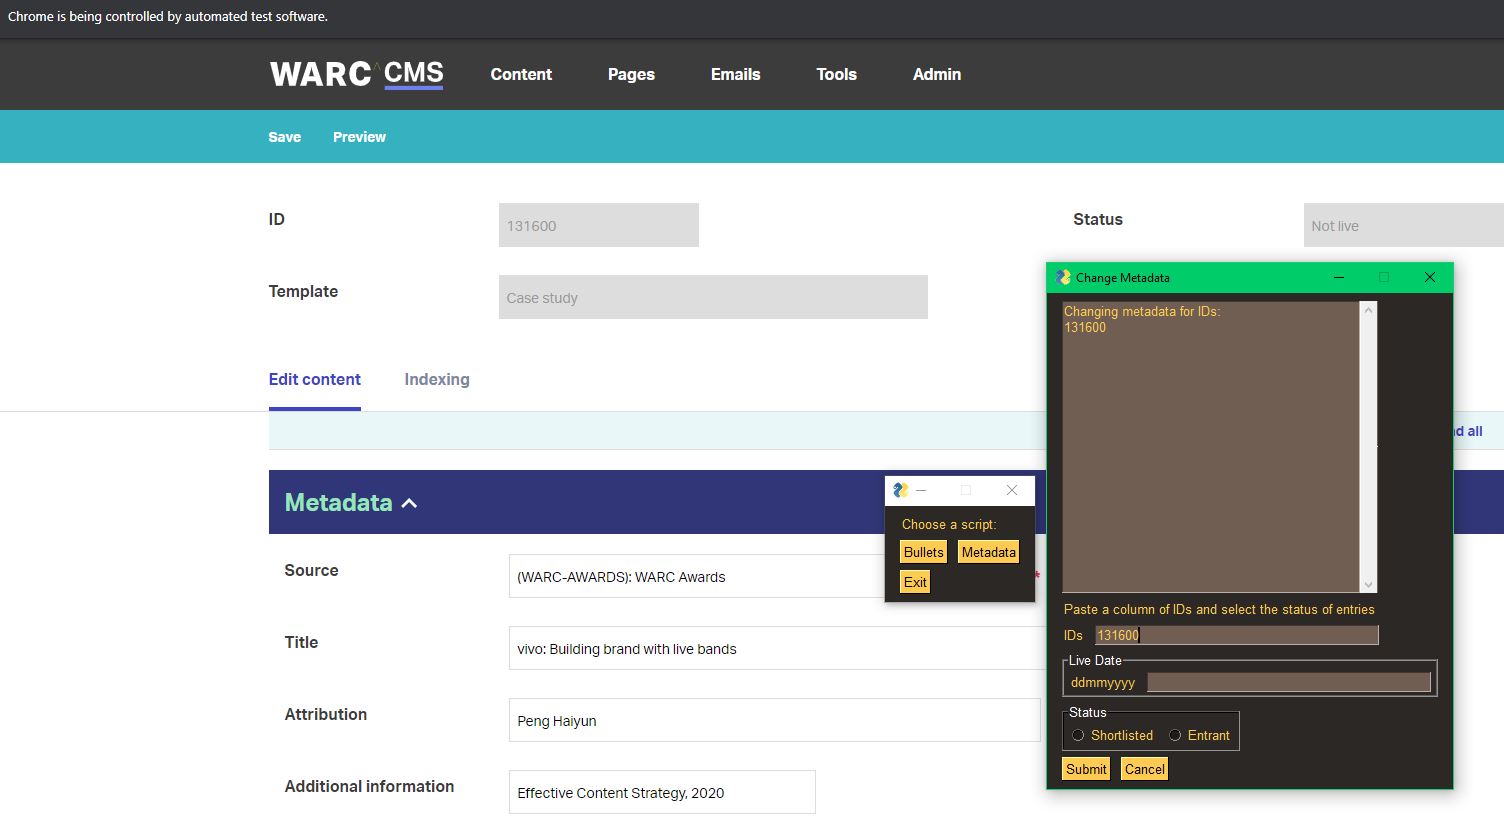 Chrome is being controlled by automated test software.
WARC^CMS Content Pages Emails Tools Admin
Save Preview
ID 131600 Status Not live
Template Case study
Edit content Indexing
all
Metadata
Source (WARC-AWARDS): WARC Awards *
Title vivo: Building brand with live bands
Attribution Peng Haiyun
Additional information Effective Content Strategy, 2020
Choose a script:
Bullets Metadata
Exit
Change Metadata
Changing metadata for IDs:
131600
Paste a column of IDs and select the status of entries
IDs 131600
Live Date
ddmmyyyy
Status
Shortlisted Entrant
Submit Cancel